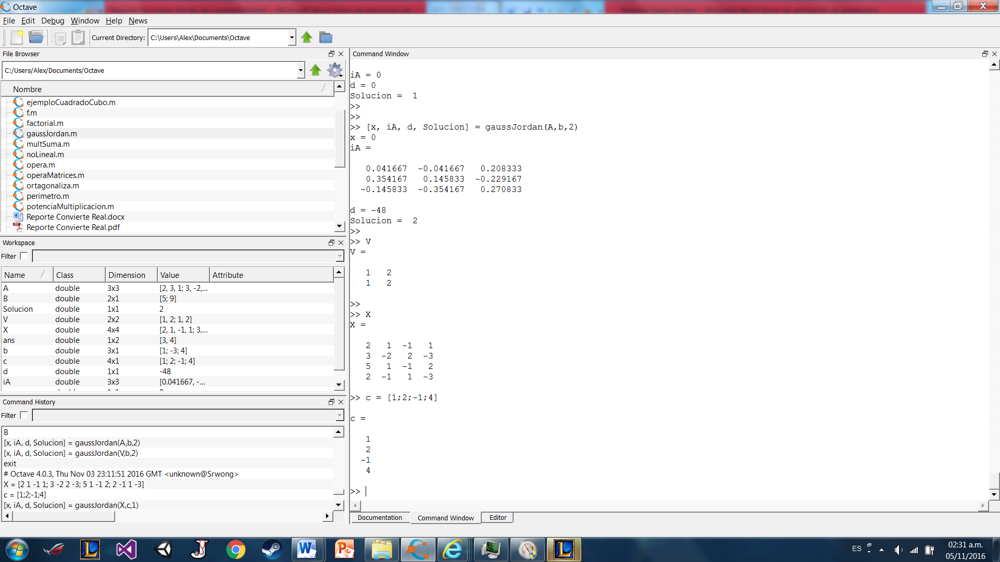 Octave
File Edit Debug Window Help News
Current Directory: C:\Users\Alex\Documents\Octave
File Browser
C:/Users/Alex/Documents/Octave
Nombre
ejemploCuadradoCubo.m
f.m
factorial.m
gaussJordan.m
multSuma.m
noLineal.m
opera.m
operaMatrices.m
ortagonaliza.m
perimetro.m
potenciaMultiplicacion.m
Reporte Convierte Real.docx
Reporte Convierte Real.pdf
Workspace
Filter
Name Class Dimension Value Attribute
A double 3x3 [2, 3, 1; 3, -2,...
B double 2x1 [5; 9]
Solucion double 1x1 2
V double 2x2 [1, 2; 1, 2]
X double 4x4 [2, 1, -1, 1; 3,...
ans double 1x2 [3, 4]
b double 3x1 [1; -3; 4]
c double 4x1 [1; 2; -1; 4]
d double 1x1 -48
iA double 3x3 [0.041667, -...
Command History
Filter
B
[x, iA, d, Solucion] = gaussJordan(A,b,2)
[x, iA, d, Solucion] = gaussJordan(V,b,2)
exit
# Octave 4.0.3, Thu Nov 03 23:11:51 2016 GMT <unknown@Srwong>
X = [2 1 -1 1; 3 -2 2 -3; 5 1 -1 2; 2 -1 1 -3]
c = [1;2;-1;4]
[x, iA, d, Solucion] = gaussJordan(X,c,1)
Command Window
iA = 0
d = 0
Solucion =  1
>>
>>
>> [x, iA, d, Solucion] = gaussJordan(A,b,2)
x = 0
iA =
0.041667 -0.041667 0.208333
0.354167 0.145833 -0.229167
-0.145833 -0.354167 0.270833
d = -48
Solucion =  2
>>
>> V
V =
1 2
1 2
>>
>> X
X =
2 1 -1 1
3 -2 2 -3
5 1 -1 2
2 -1 1 -3
>> c = [1;2;-1;4]
c =
1
2
-1
4
>>
Documentation Command Window Editor
ES
02:31 a.m.
05/11/2016